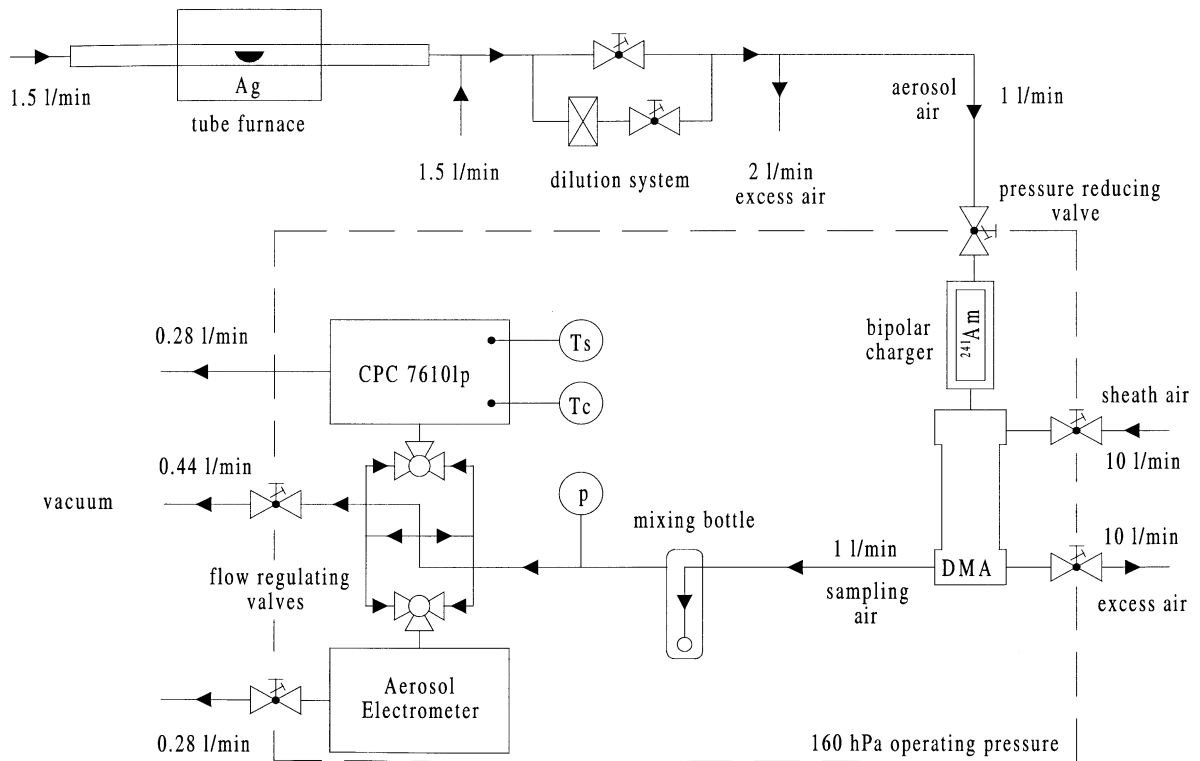 Ag
1.5 l/min
tube furnace
1.5 l/min
dilution system
2 l/min
excess air
aerosol
air
1 l/min
pressure reducing
valve
0.28 l/min
CPC 7610lp
Ts
Tc
bipolar
charger
241Am
sheath air
10 l/min
0.44 l/min
vacuum
p
mixing bottle
flow regulating
valves
1 l/min
sampling
air
DMA
10 l/min
excess air
Aerosol
Electrometer
0.28 l/min
160 hPa operating pressure